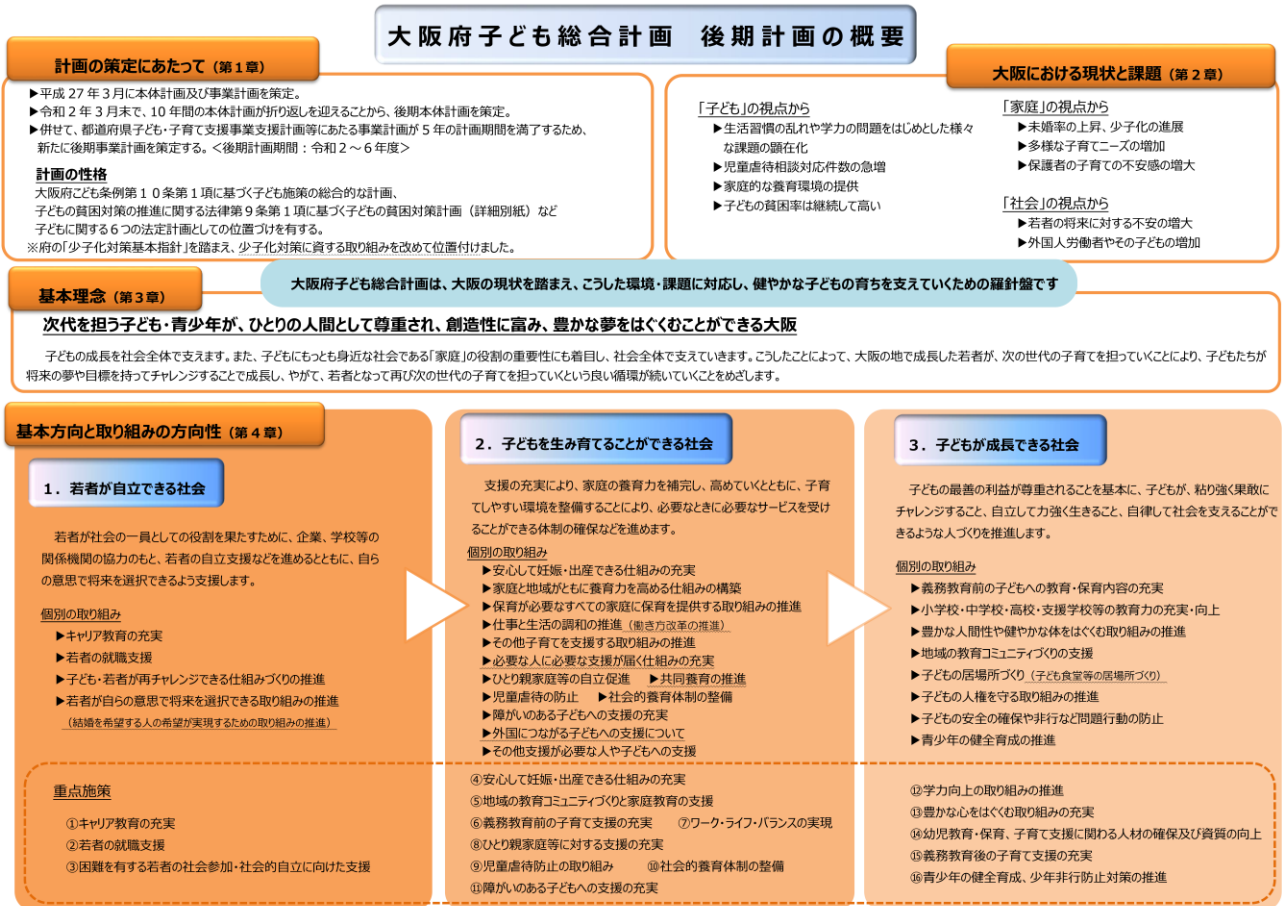 大阪府子ども総合計画　後期計画の概要
計画の策定にあたって（第１章）
▶平成 27 年３月に本体計画及び事業計画を策定。
▶令和２年３月末で、10 年間の本体計画が折り返しを迎えることから、後期本体計画を策定。
▶併せて、都道府県子ども・子育て支援事業支援計画等にあたる事業計画が５年の計画期間を満了するため、
新たに後期事業計画を策定する。＜後期計画期間：令和２～６年度＞
計画の性格
大阪府こども条例第１０条第１項に基づく子ども施策の総合的な計画、
子どもの貧困対策の推進に関する法律第９条第１項に基づく子どもの貧困対策計画（詳細別紙）など
子どもに関する６つの法定計画としての位置づけを有する。
※府の「少子化対策基本指針」を踏まえ、少子化対策に資する取り組みを改めて位置付けました。
大阪における現状と課題（第２章）
「子ども」の視点から
▶生活習慣の乱れや学力の問題をはじめとした様々
な課題の顕在化
▶児童虐待相談対応件数の急増
▶家庭的な養育環境の提供
▶子どもの貧困率は継続して高い
「家庭」の視点から
▶未婚率の上昇、少子化の進展
▶多様な子育てニーズの増加
▶保護者の子育ての不安感の増大
「社会」の視点から
▶若者の将来に対する不安の増大
▶外国人労働者やその子どもの増加
大阪府子ども総合計画は、大阪の現状を踏まえ、こうした環境・課題に対応し、健やかな子どもの育ちを支えていくための羅針盤です
基本理念（第３章）
次代を担う子ども・青少年が、ひとりの人間として尊重され、創造性に富み、豊かな夢をはぐくむことができる大阪
子どもの成長を社会全体で支えます。また、子どもにもっとも身近な社会である「家庭」の役割の重要性にも着目し、社会全体で支えていきます。こうしたことによって、大阪の地で成長した若者が、次の世代の子育てを担っていくことにより、子どもたちが
将来の夢や目標を持ってチャレンジすることで成長し、やがて、若者となって再び次の世代の子育てを担っていくという良い循環が続いていくことをめざします。
基本方向と取り組みの方向性（第４章）
１．若者が自立できる社会
若者が社会の一員としての役割を果たすために、企業、学校等の
関係機関の協力のもと、若者の自立支援などを進めるとともに、自ら
の意思で将来を選択できるよう支援します。
個別の取り組み
▶キャリア教育の充実
▶若者の就職支援
▶子ども・若者が再チャレンジできる仕組みづくりの推進
▶若者が自らの意思で将来を選択できる取り組みの推進
（結婚を希望する人の希望が実現するための取り組みの推進）
重点施策
①キャリア教育の充実
②若者の就職支援
③困難を有する若者の社会参加・社会的自立に向けた支援
２．子どもを生み育てることができる社会
支援の充実により、家庭の養育力を補完し、高めていくとともに、子育
てしやすい環境を整備することにより、必要なときに必要なサービスを受け
ることができる体制の確保などを進めます。
個別の取り組み
▶安心して妊娠・出産できる仕組みの充実
▶家庭と地域がともに養育力を高める仕組みの構築
▶保育が必要なすべての家庭に保育を提供する取り組みの推進
▶仕事と生活の調和の推進（働き方改革の推進）
▶その他子育てを支援する取り組みの推進
▶必要な人に必要な支援が届く仕組みの充実
▶ひとり親家庭等の自立促進　▶共同養育の推進
▶児童虐待の防止　▶社会的養育体制の整備
▶障がいのある子どもへの支援の充実
▶外国につながる子どもへの支援について
▶その他支援が必要な人や子どもへの支援
④安心して妊娠・出産できる仕組みの充実
⑤地域の教育コミュニティづくりと家庭教育の支援
⑥義務教育前の子育て支援の充実　⑦ワーク・ライフ・バランスの実現
⑧ひとり親家庭等に対する支援の充実
⑨児童虐待防止の取り組み　⑩社会的養育体制の整備
⑪障がいのある子どもへの支援の充実
３．子どもが成長できる社会
子どもの最善の利益が尊重されることを基本に、子どもが、粘り強く果敢に
チャレンジすること、自立して力強く生きること、自律して社会を支えることがで
きるような人づくりを推進します。
個別の取り組み
▶義務教育前の子どもへの教育・保育内容の充実
▶小学校・中学校・高校・支援学校等の教育力の充実・向上
▶豊かな人間性や健やかな体をはぐくむ取り組みの推進
▶地域の教育コミュニティづくりの支援
▶子どもの居場所づくり（子ども食堂等の居場所づくり）
▶子どもの人権を守る取り組みの推進
▶子どもの安全の確保や非行など問題行動の防止
▶青少年の健全育成の推進
⑫学力向上の取り組みの推進
⑬豊かな心をはぐくむ取り組みの充実
⑭幼児教育・保育、子育て支援に関わる人材の確保及び資質の向上
⑮義務教育後の子育て支援の充実
⑯青少年の健全育成、少年非行防止対策の推進